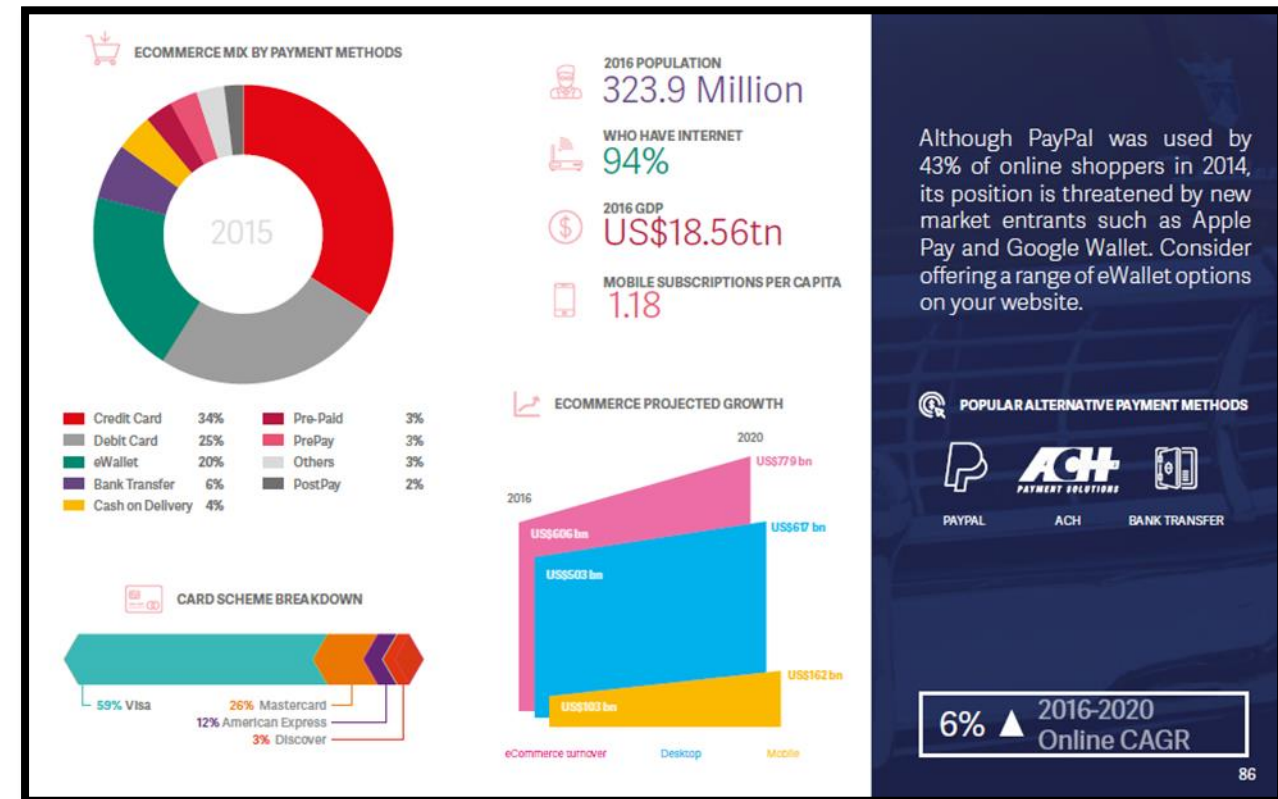 ECOMMERCE MIX BY PAYMENT METHODS
2015
Credit Card 34%
Debit Card 25%
eWallet 20%
Bank Transfer 6%
Cash on Delivery 4%
Pre-Paid 3%
PrePay 3%
Others 3%
PostPay 2%
CARD SCHEME BREAKDOWN
59% Visa
26% Mastercard
12% American Express
3% Discover
2016 POPULATION
323.9 Million
WHO HAVE INTERNET
94%
2016 GDP
US$18.56tn
MOBILE SUBSCRIPTIONS PER CAPITA
1.18
ECOMMERCE PROJECTED GROWTH
2020
US$779 bn
2016
US$606 bn
US$617 bn
US$503 bn
US$162 bn
US$103 bn
eCommerce turnover
Desktop
Mobile
Although PayPal was used by
43% of online shoppers in 2014,
its position is threatened by new
market entrants such as Apple
Pay and Google Wallet. Consider
offering a range of eWallet options
on your website.
POPULAR ALTERNATIVE PAYMENT METHODS
ACH
PAYMENT SOLUTIONS
PAYPAL
ACH
BANK TRANSFER
6% ▲ 2016-2020
Online CAGR
86